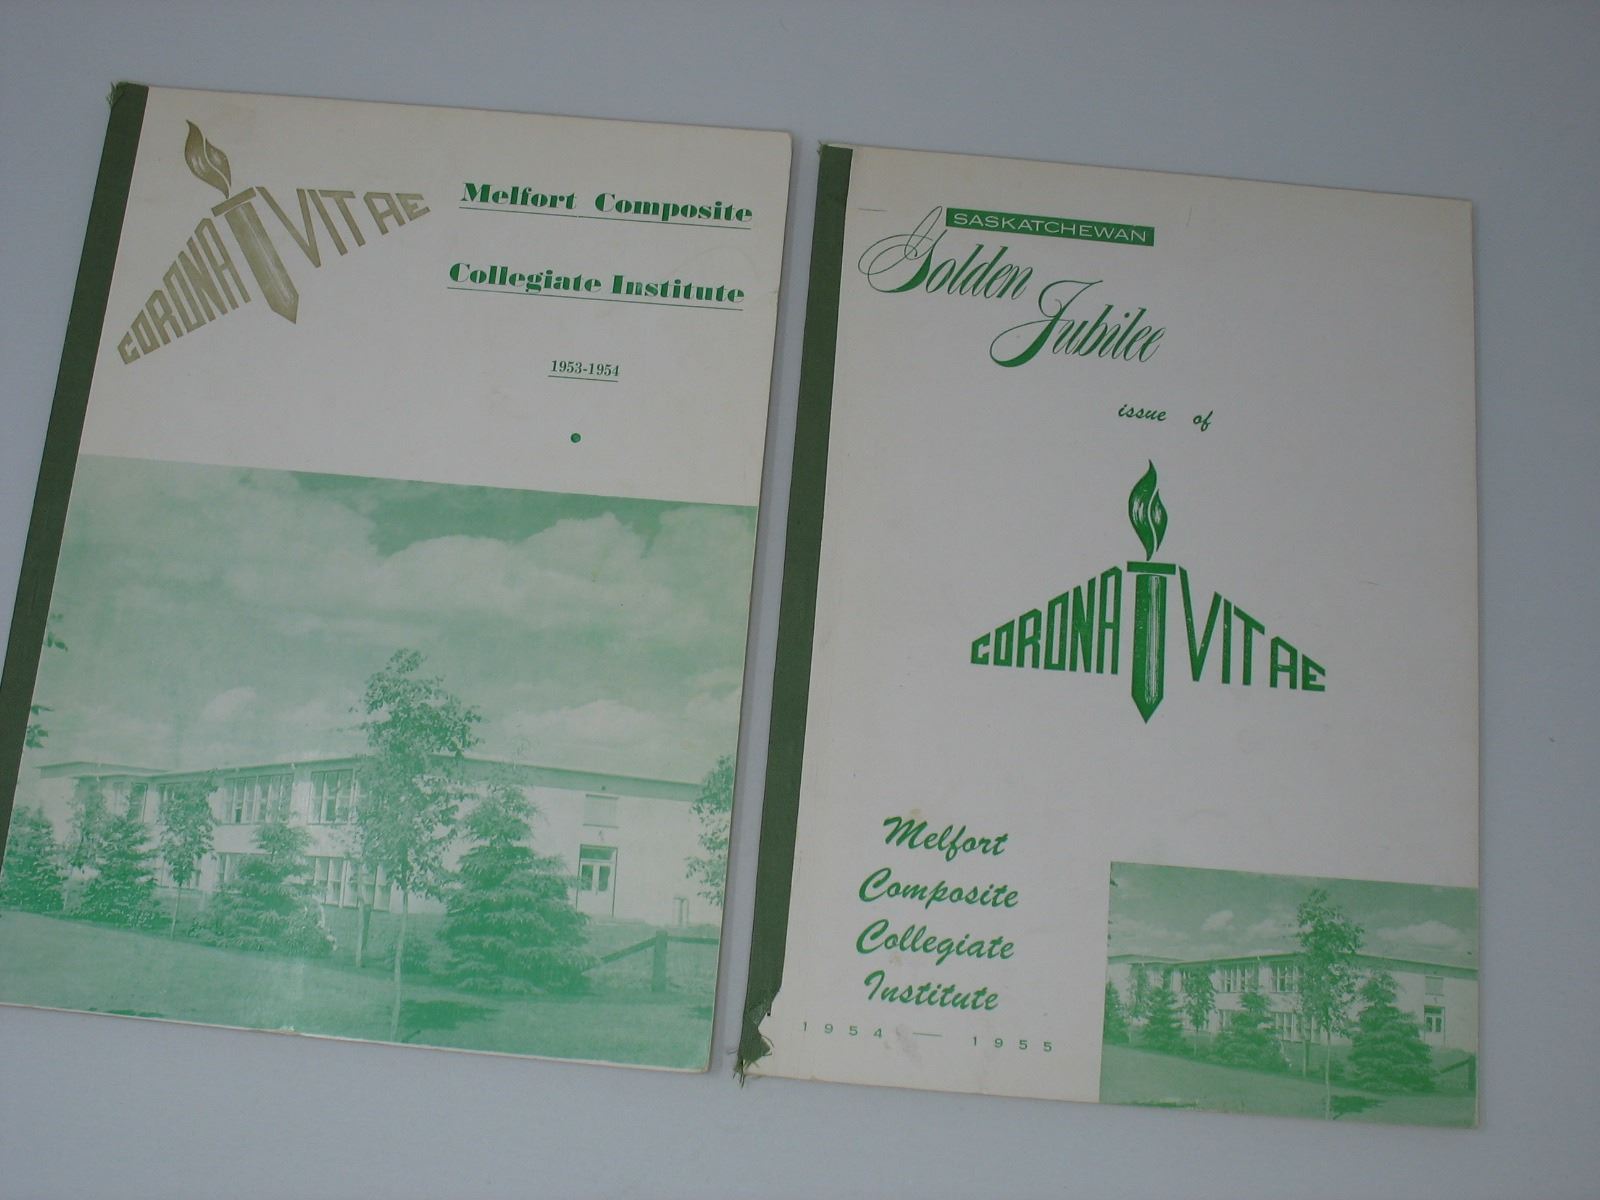 CORONA VITAE
Melfort Composite
Collegiate Institute
1953-1954
SASKATCHEWAN
Golden
Jubilee
issue of
CORONA VITAE
Melfort
Composite
Collegiate
Institute
1954 — 1955